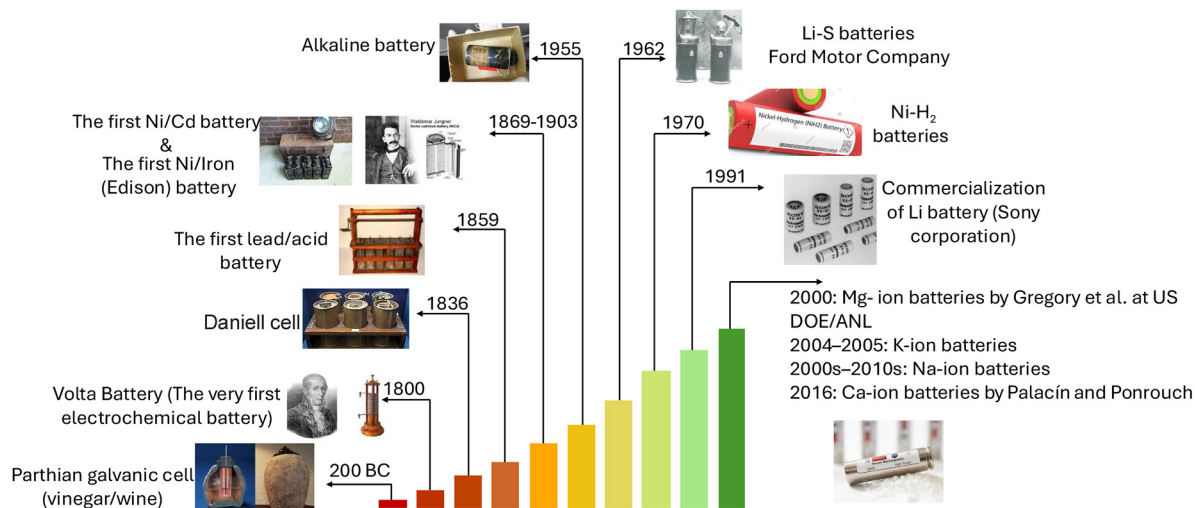 Alkaline battery
1955
1962
Li-S batteries
Ford Motor Company
The first Ni/Cd battery
&
The first Ni/Iron
(Edison) battery
Waldemar Jungner
1869-1903
1970
Nickel-Hydrogen (NiH2) Battery
+
Ni-H₂
batteries
1991
Commercialization
of Li battery (Sony
corporation)
The first lead/acid
battery
1859
Daniell cell
1836
2000: Mg- ion batteries by Gregory et al. at US
DOE/ANL
2004–2005: K-ion batteries
2000s–2010s: Na-ion batteries
2016: Ca-ion batteries by Palacín and Ponrouch
Volta Battery (The very first
electrochemical battery)
1800
Parthian galvanic cell
(vinegar/wine)
200 BC